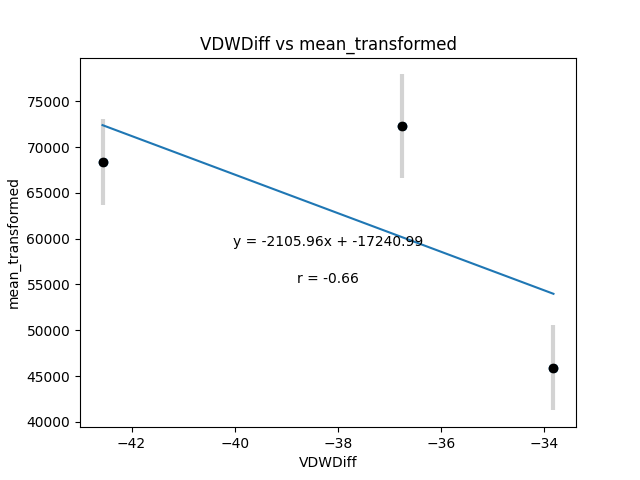 VDWDiff vs mean_transformed
75000
70000
65000
60000
55000
50000
45000
40000
mean_transformed
y = -2105.96x + -17240.99
r = -0.66
−42
−40
−38
−36
−34
VDWDiff